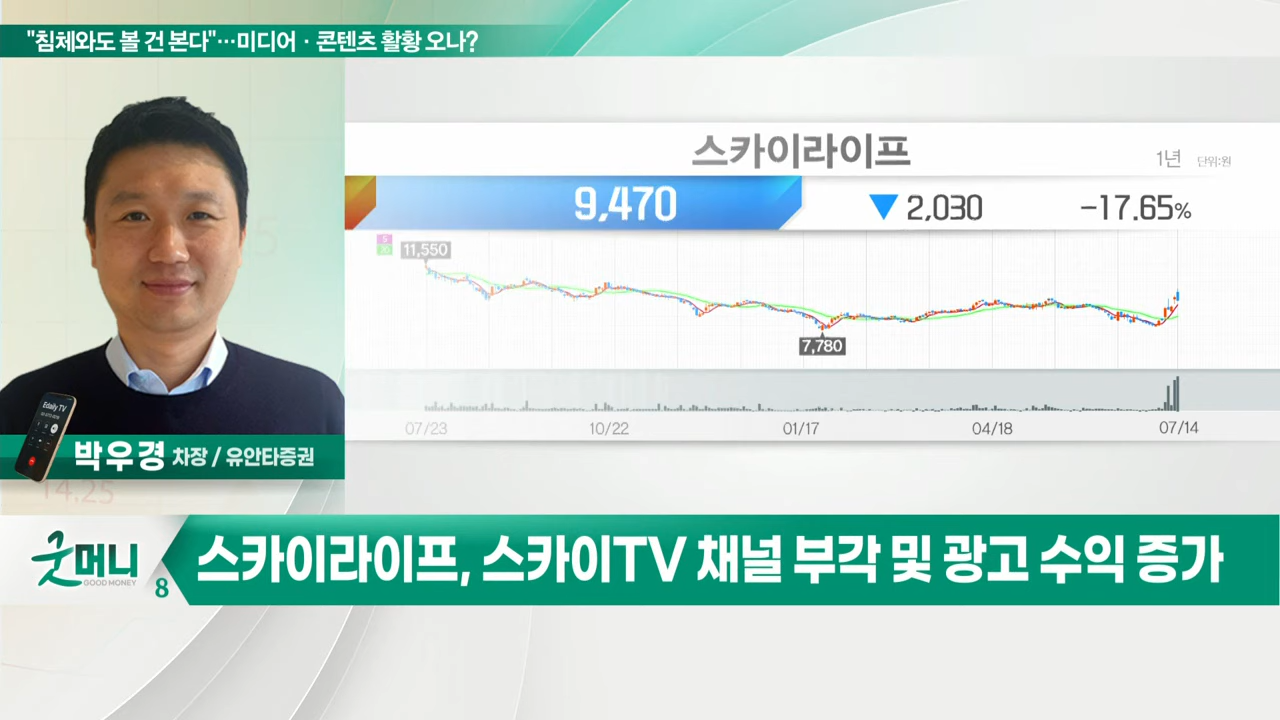 "침체와도 볼 건 본다"…미디어·콘텐츠 활황 오나?
스카이라이프
1년 단위:원
9,470
▼ 2,030 -17.65%
5
20
11,550
7,780
07/23 10/22 01/17 04/18 07/14
Edaily TV
박우경 차장 / 유안타증권
14.25
굿머니
GOOD MONEY
8
스카이라이프, 스카이TV 채널 부각 및 광고 수익 증가